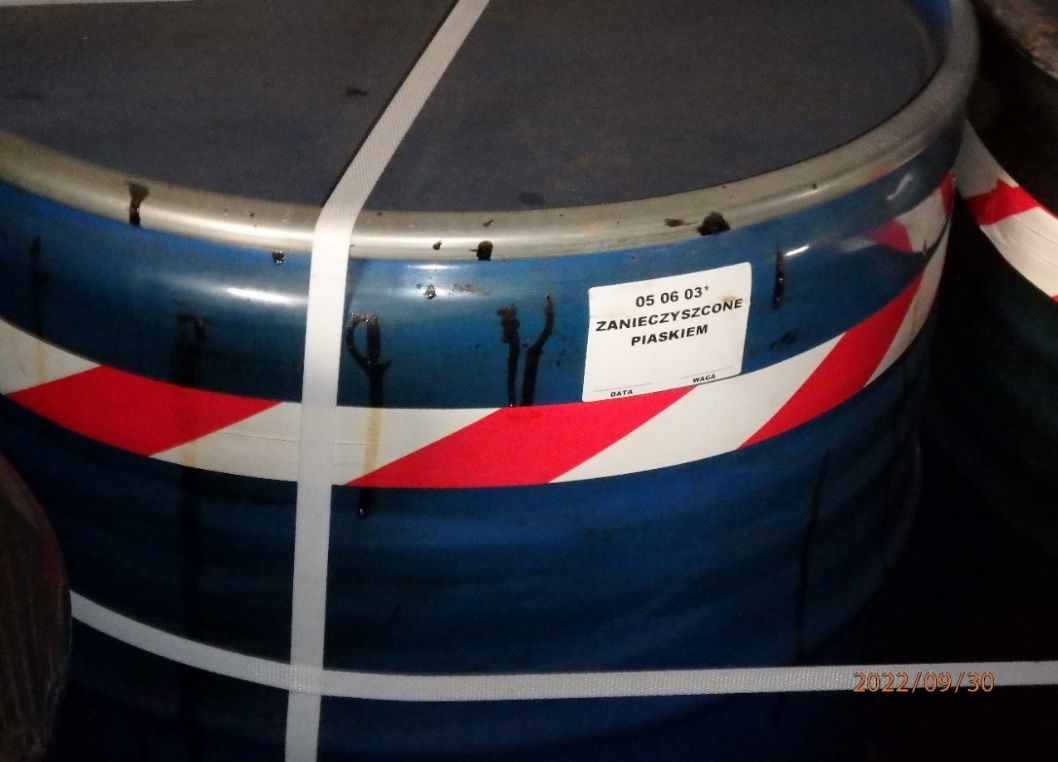 05 06 03*
ZANIECZYSZCONE
PIASKIEM
DATA WAGA
2022/09/30